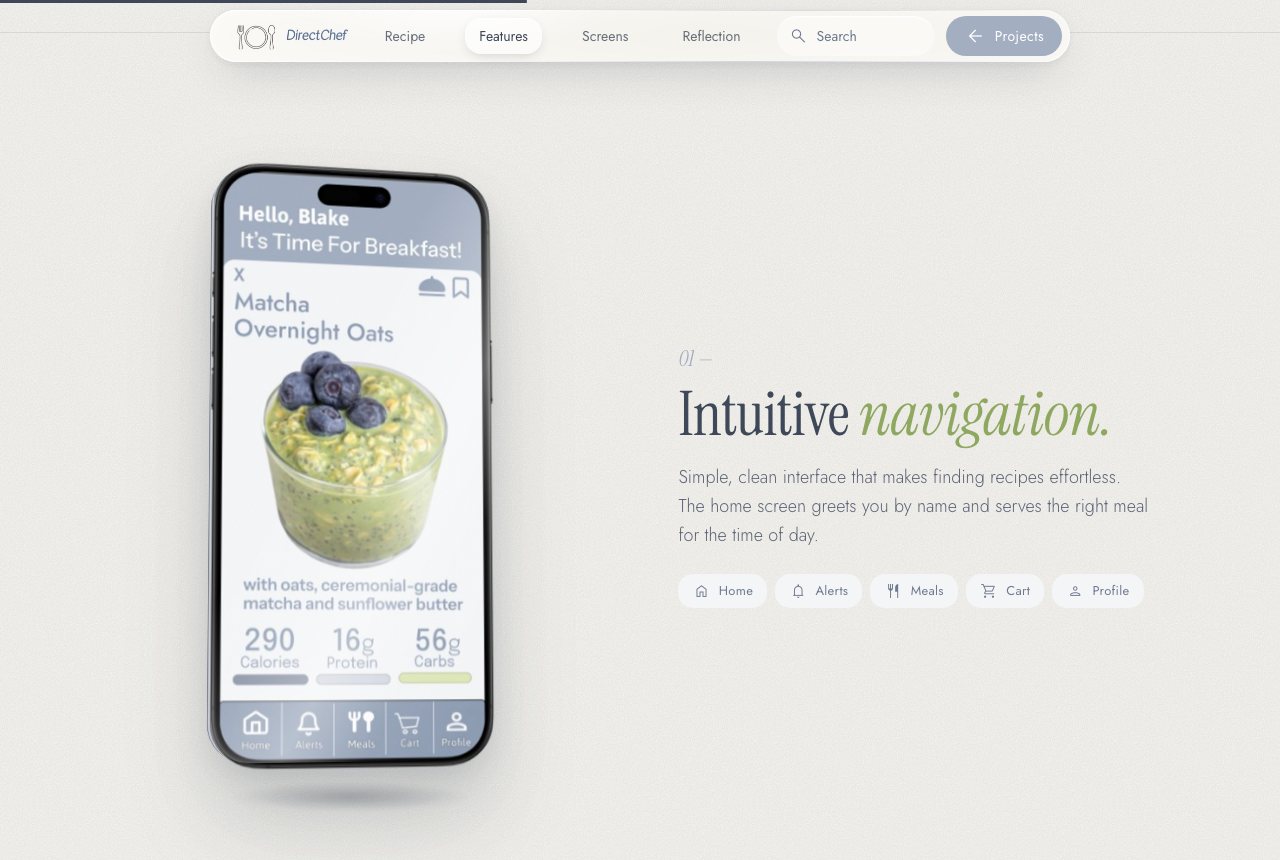 DirectChef
Recipe
Features
Screens
Reflection
Search
Projects
Hello, Blake
It's Time For Breakfast!
X
Matcha
Overnight Oats
with oats, ceremonial-grade
matcha and sunflower butter
290
Calories
16g
Protein
56g
Carbs
Home
Alerts
Meals
Cart
Profile
01 —
Intuitive navigation.
Simple, clean interface that makes finding recipes effortless.
The home screen greets you by name and serves the right meal
for the time of day.
Home
Alerts
Meals
Cart
Profile